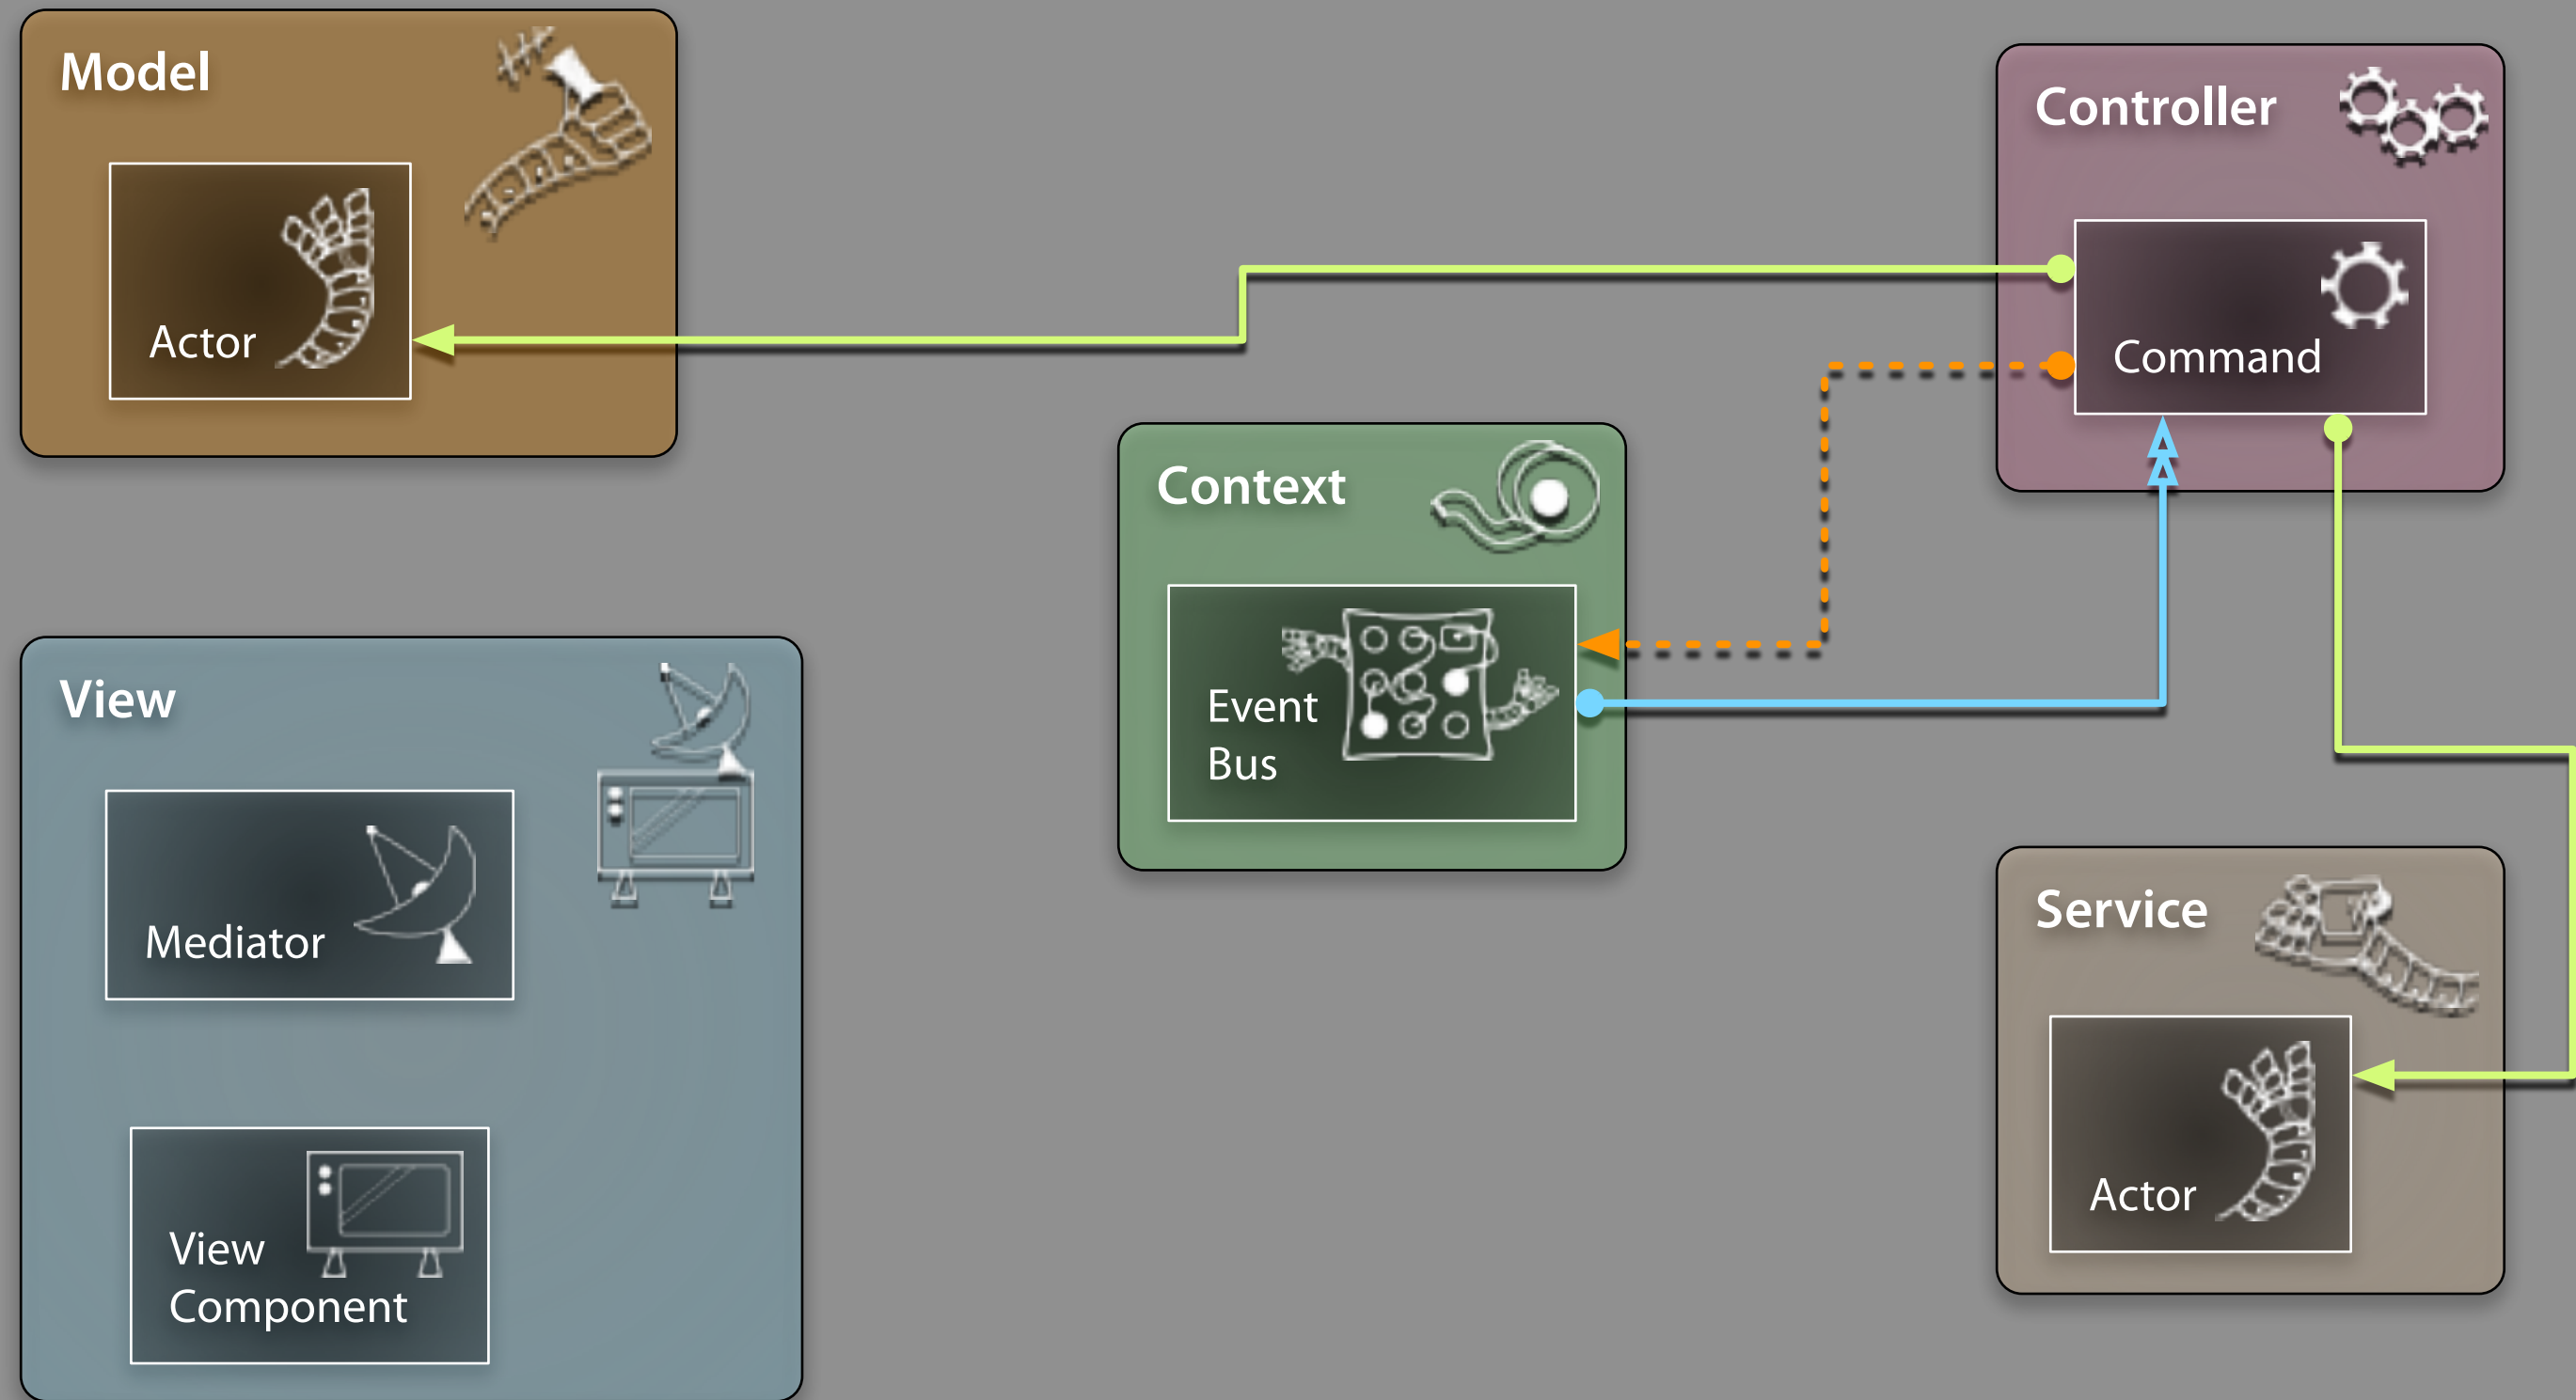 Model
Actor
Controller
Command
Context
Event
Bus
View
Mediator
View
Component
Service
Actor